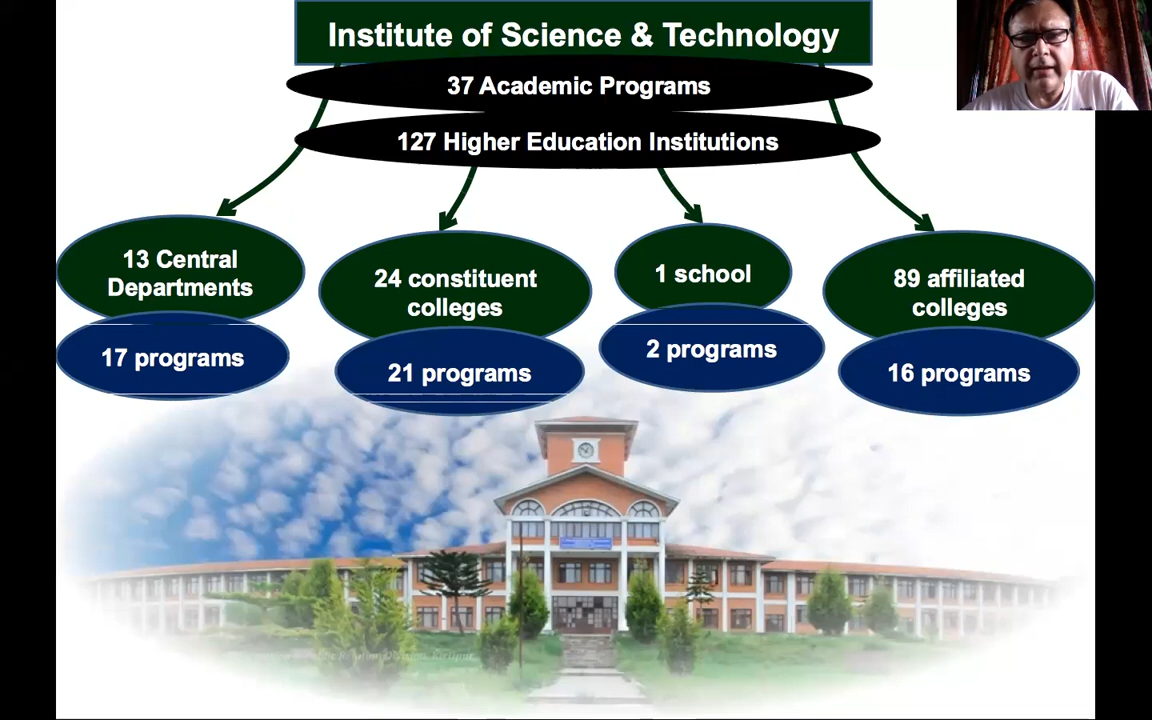 Institute of Science & Technology
37 Academic Programs
127 Higher Education Institutions
13 Central
Departments
24 constituent
colleges
1 school
89 affiliated
colleges
17 programs
21 programs
2 programs
16 programs